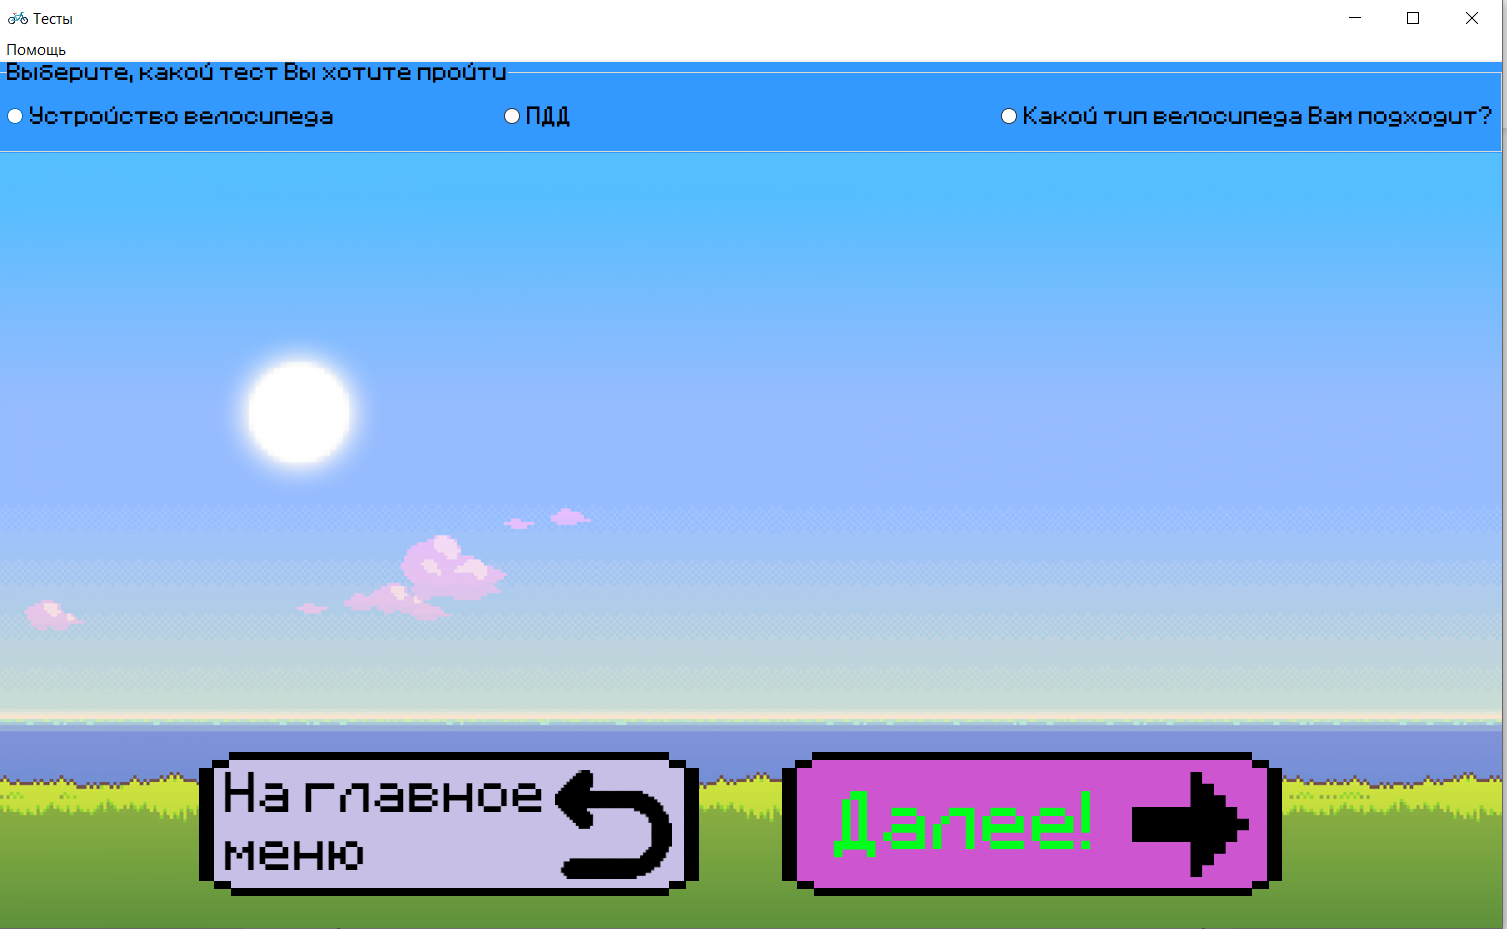 Тесты
Помощь
Выберите, какой тест Вы хотите пройти
Устройство велосипеда
ПДД
Какой тип велосипеда Вам подходит?
На главное
меню
Далее!